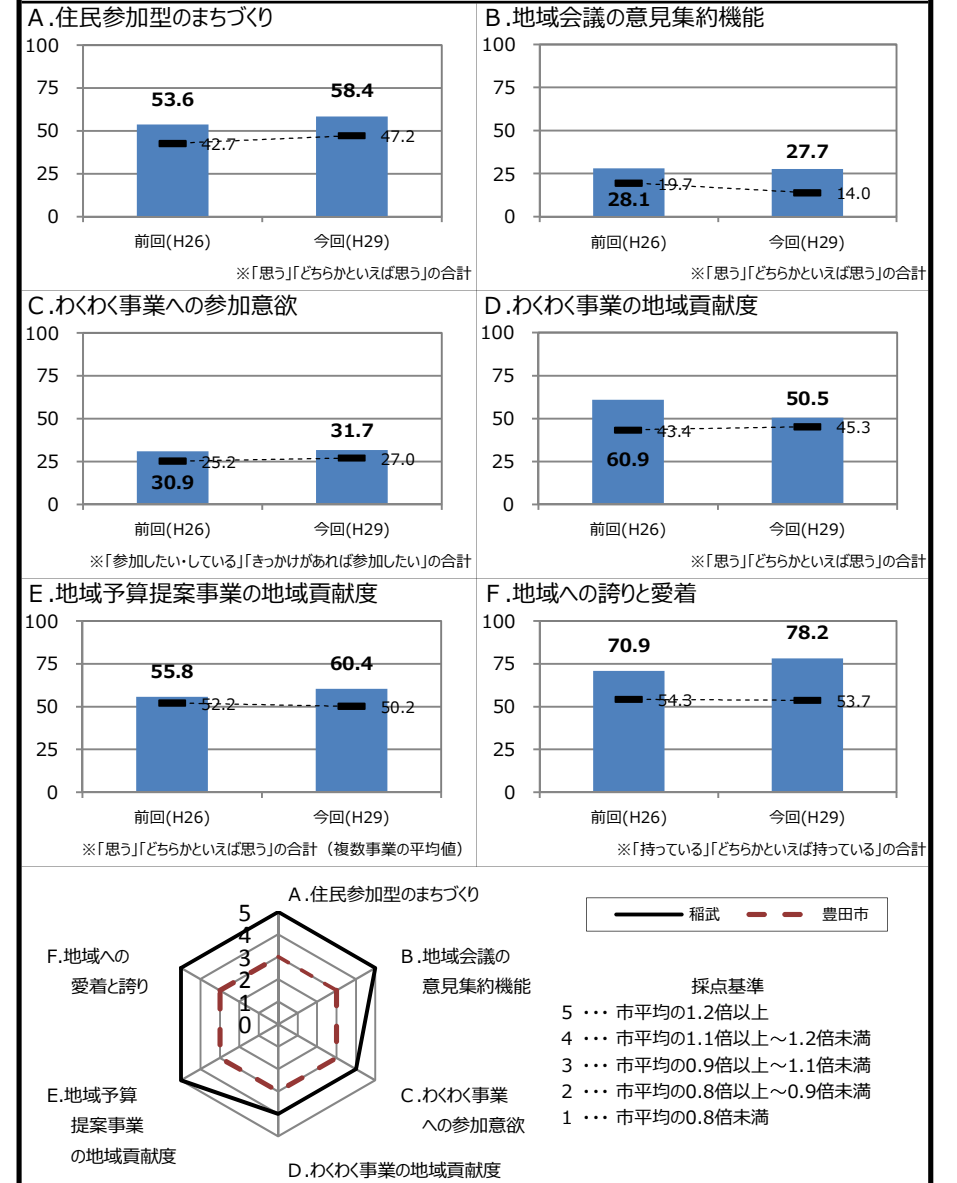 A.住民参加型のまちづくり
100
75
50
25
0
53.6
58.4
42.7
47.2
前回(H26)
今回(H29)
※「思う」「どちらかといえば思う」の合計
B.地域会議の意見集約機能
100
75
50
25
0
27.7
19.7
28.1
14.0
前回(H26)
今回(H29)
※「思う」「どちらかといえば思う」の合計
C.わくわく事業への参加意欲
100
75
50
25
0
31.7
25.2
27.0
30.9
前回(H26)
今回(H29)
※「参加したい・している」「きっかけがあれば参加したい」の合計
D.わくわく事業の地域貢献度
100
75
50
25
0
50.5
43.4
45.3
60.9
前回(H26)
今回(H29)
※「思う」「どちらかといえば思う」の合計
E.地域予算提案事業の地域貢献度
100
75
50
25
0
55.8
60.4
52.2
50.2
前回(H26)
今回(H29)
※「思う」「どちらかといえば思う」の合計（複数事業の平均値）
F.地域への誇りと愛着
100
75
50
25
0
70.9
78.2
54.3
53.7
前回(H26)
今回(H29)
※「持っている」「どちらかといえば持っている」の合計
A.住民参加型のまちづくり
5
4
3
2
1
0
B.地域会議の
意見集約機能
C.わくわく事業
への参加意欲
D.わくわく事業の地域貢献度
E.地域予算
提案事業
の地域貢献度
F.地域への
愛着と誇り
稲武
豊田市
採点基準
5 ･･･ 市平均の1.2倍以上
4 ･･･ 市平均の1.1倍以上～1.2倍未満
3 ･･･ 市平均の0.9倍以上～1.1倍未満
2 ･･･ 市平均の0.8倍以上～0.9倍未満
1 ･･･ 市平均の0.8倍未満